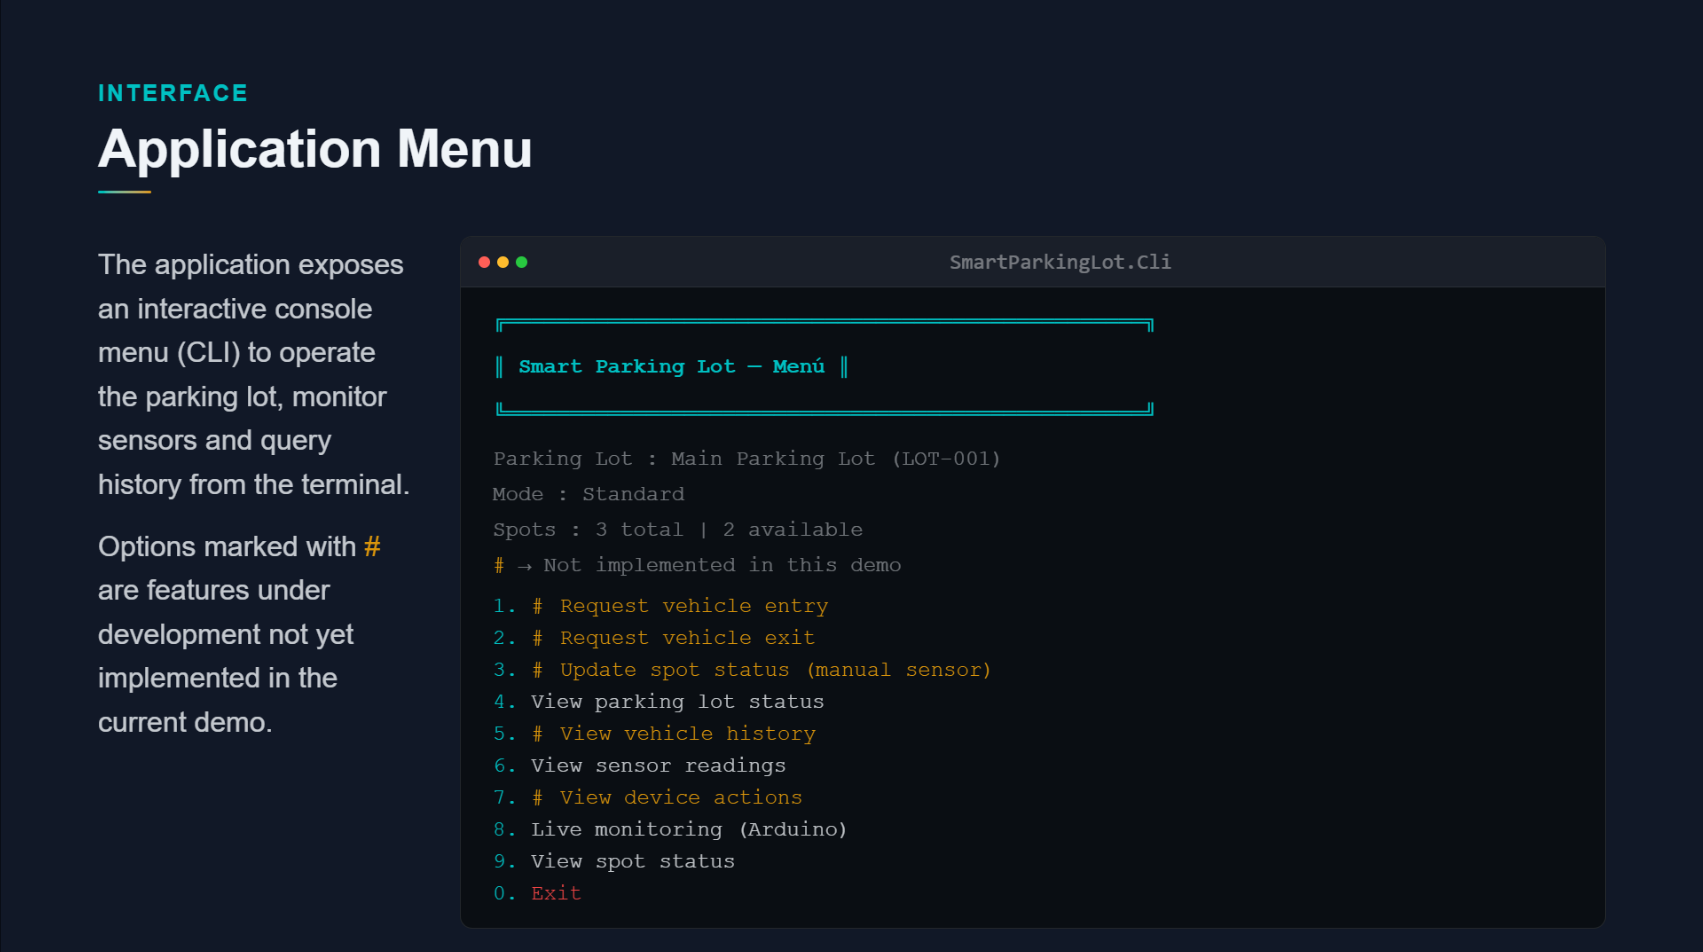 INTERFACE
Application Menu
The application exposes
an interactive console
menu (CLI) to operate
the parking lot, monitor
sensors and query
history from the terminal.
Options marked with #
are features under
development not yet
implemented in the
current demo.
SmartParkingLot.Cli
╔═══════════════════════════════════════════════════╗
║ Smart Parking Lot — Menú ║
╚═══════════════════════════════════════════════════╝
Parking Lot : Main Parking Lot (LOT-001)
Mode : Standard
Spots : 3 total | 2 available
# → Not implemented in this demo
1. # Request vehicle entry
2. # Request vehicle exit
3. # Update spot status (manual sensor)
4. View parking lot status
5. # View vehicle history
6. View sensor readings
7. # View device actions
8. Live monitoring (Arduino)
9. View spot status
0. Exit